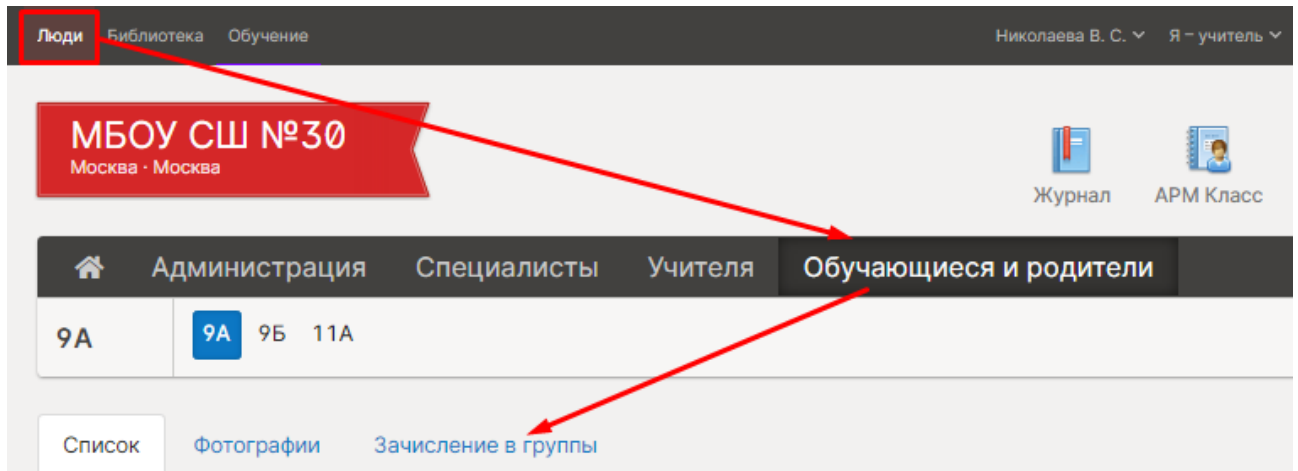 Люди Библиотека Обучение Николаева В. С. Я – учитель
МБОУ СШ №30
Москва · Москва
Журнал АРМ Класс
Администрация Специалисты Учителя Обучающиеся и родители
9А 9А 9Б 11А
Список Фотографии Зачисление в группы